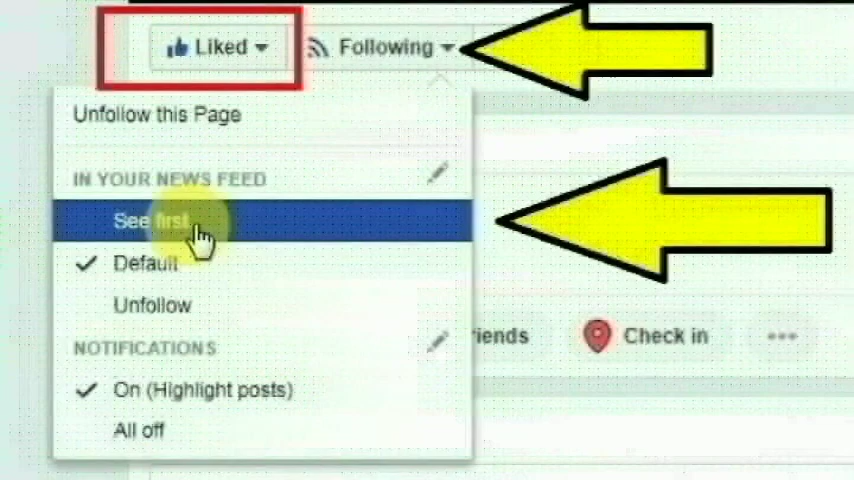 Liked Following
Unfollow this Page
IN YOUR NEWS FEED
See first
Default
Unfollow
riends Check in
NOTIFICATIONS
On (Highlight posts)
All off